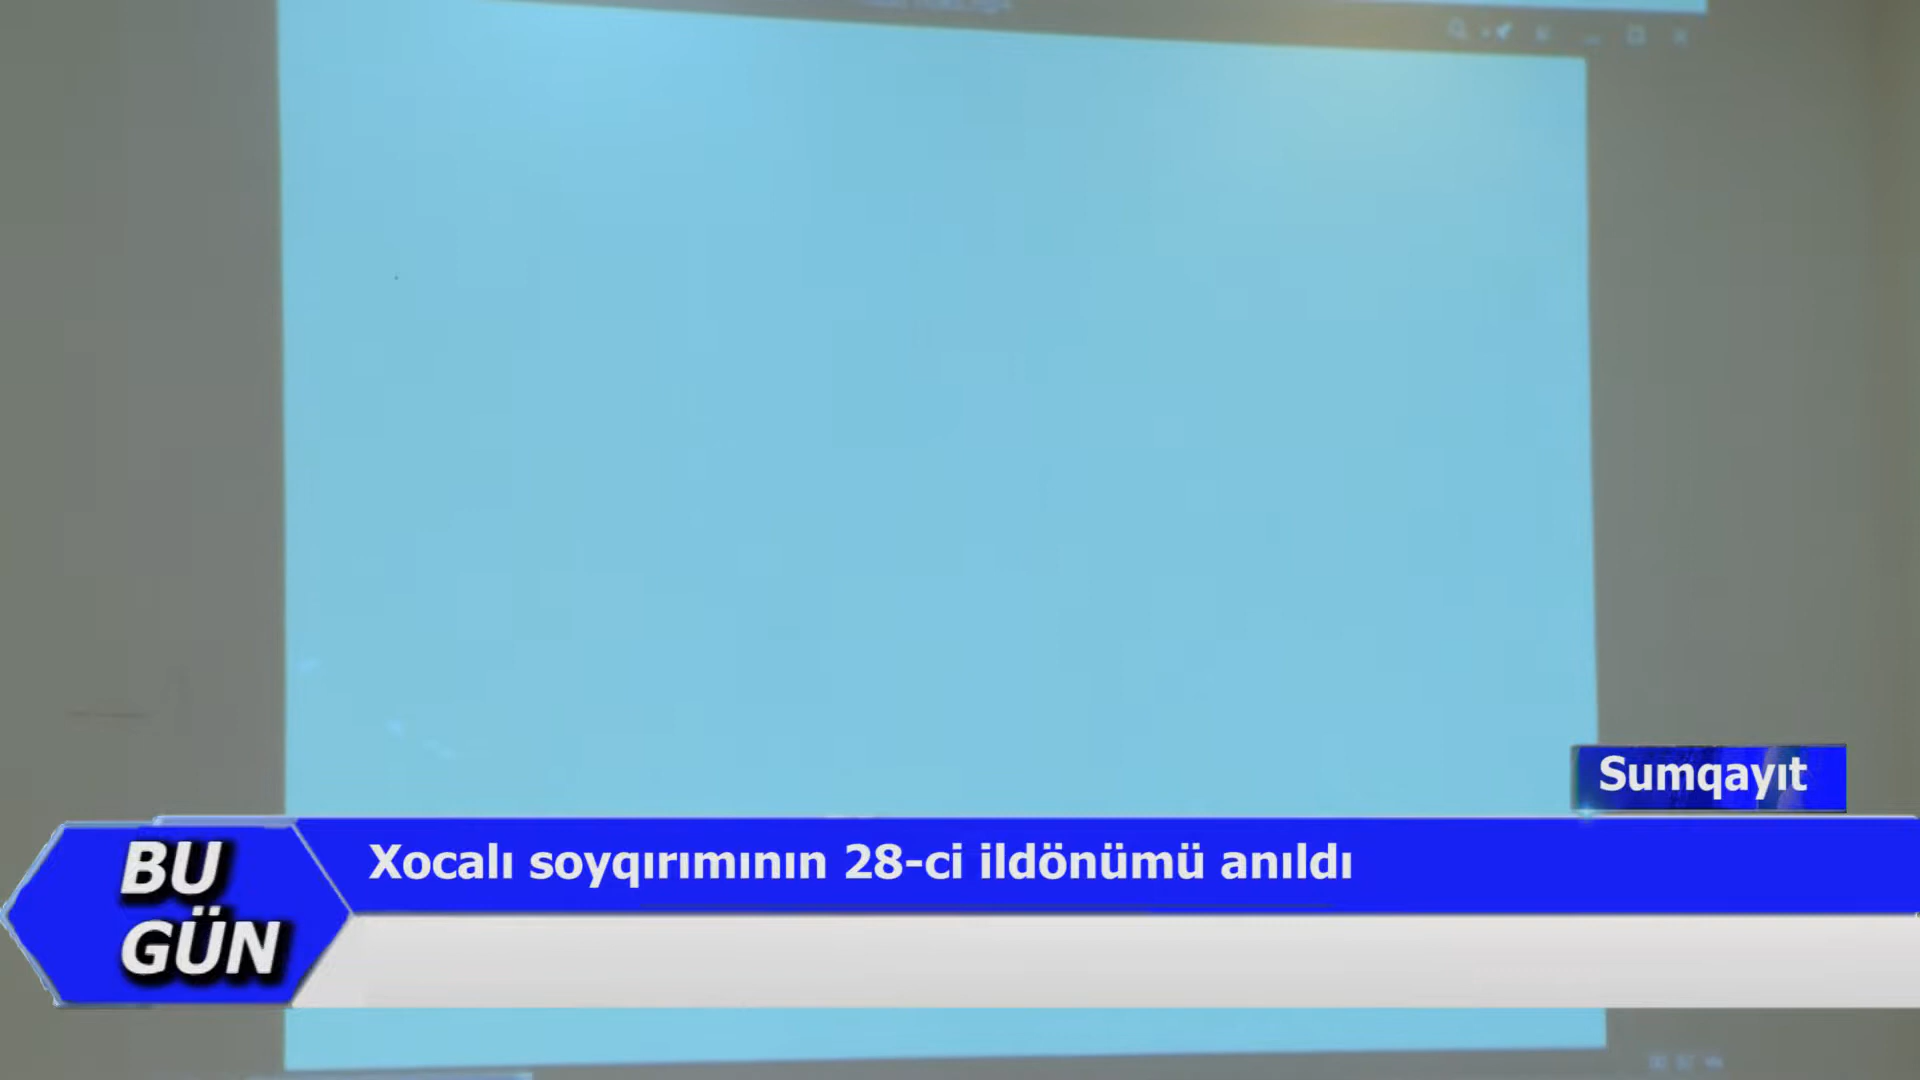 Sumqayıt
Xocalı soyqırımının 28-ci ildönümü anıldı
BU
GÜN